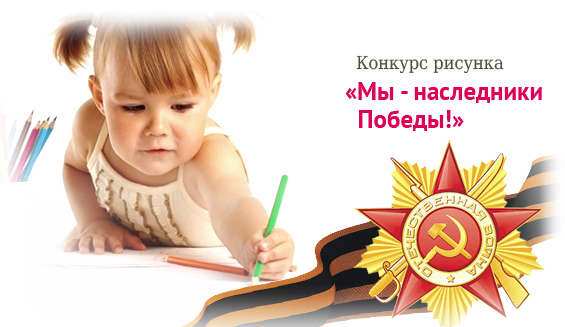 Конкурс рисунка
«Мы - наследники
Победы!»
ОТЕЧЕСТВЕННАЯ ВОЙНА